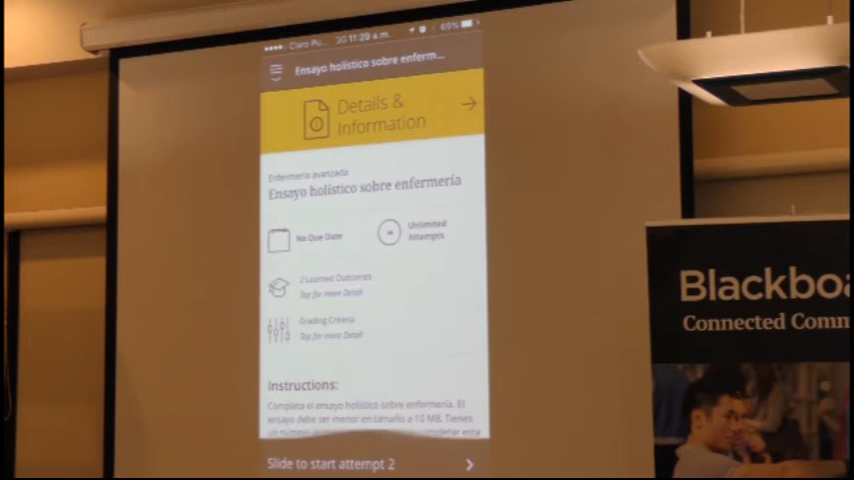 Claro Pu... 3G 11:29 a.m. 69%
Ensayo holístico sobre enferm...
Details &
Information
Enfermería avanzada
Ensayo holístico sobre enfermería
No Due Date
Unlimited
Attempts
2 Learned Outcomes
Tap for more Detail
Grading Criteria
Tap for more Detail
Instructions:
Completa el ensayo holístico sobre enfermería. El
ensayo debe ser menor en tamaño a 10 MB. Tienes
esta
Slide to start attempt 2
Blackboa
Connected Comm